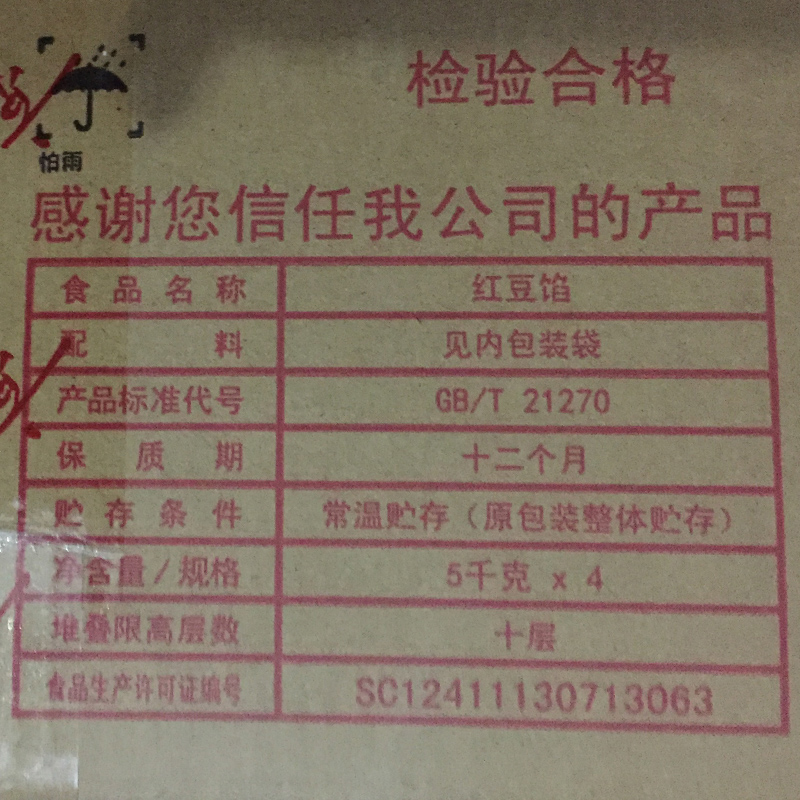 检验合格
怕雨
感谢您信任我公司的产品
食品名称 红豆馅
配料 见内包装袋
产品标准代号 GB/T 21270
保质期 十二个月
贮存条件 常温贮存（原包装整体贮存）
净含量/规格 5千克 x 4
堆叠限高层数 十层
食品生产许可证编号 SC12411130713063